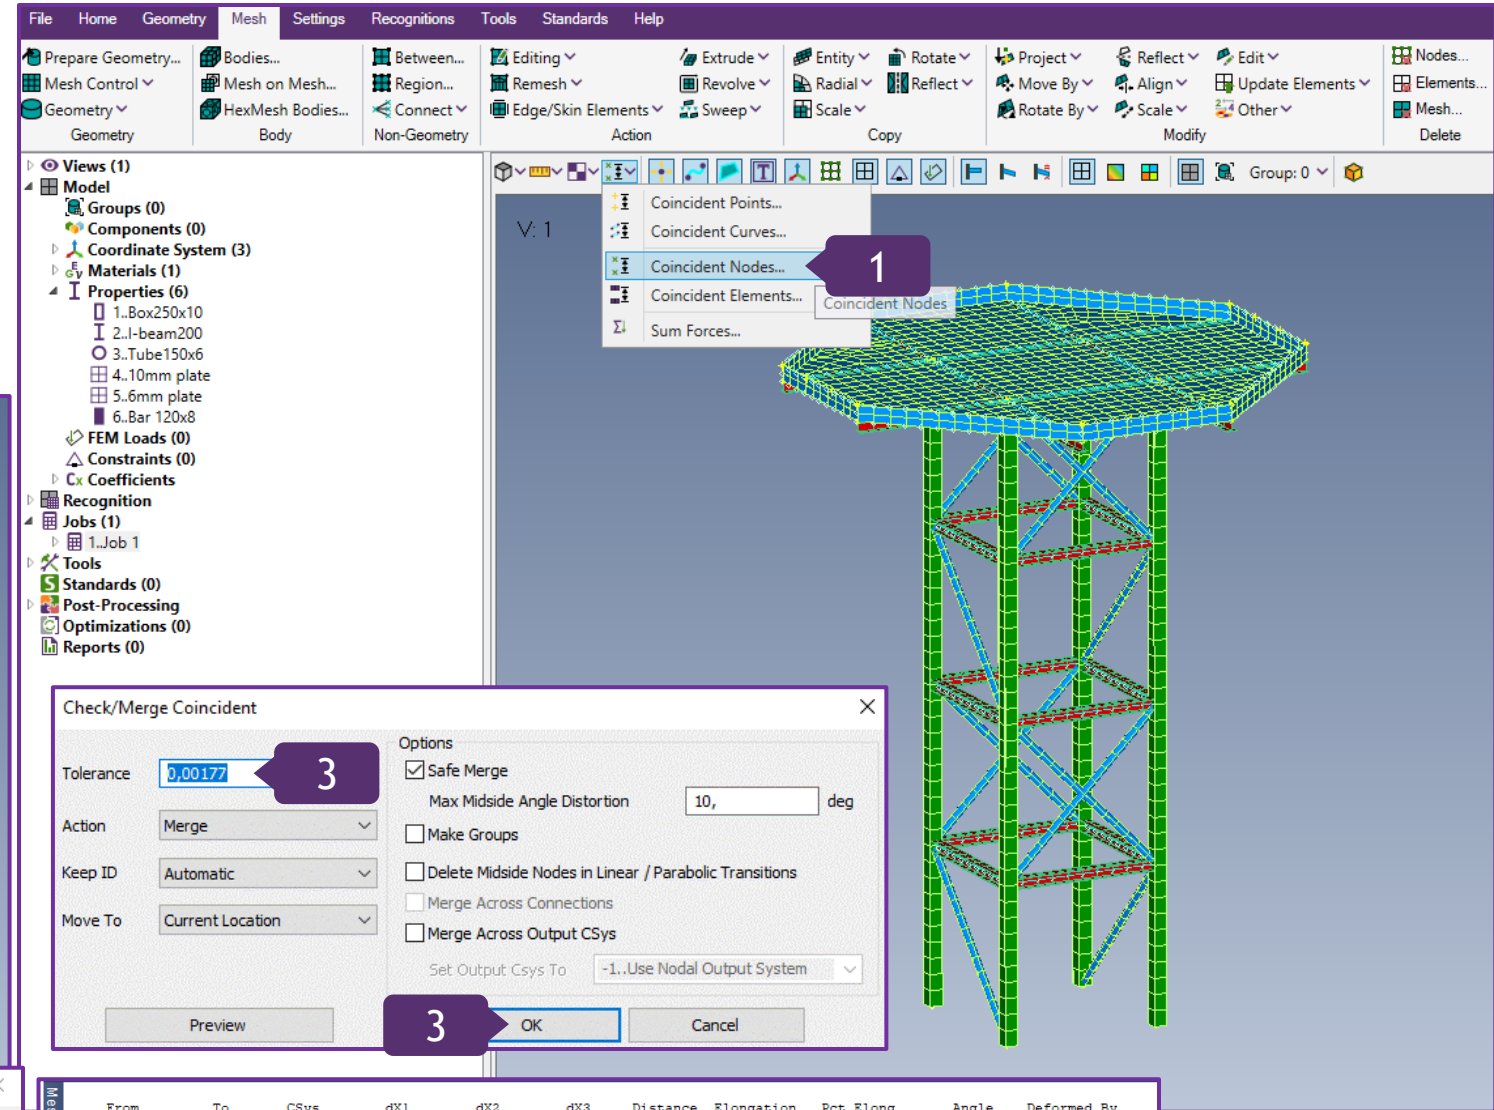 File Home Geometry Mesh Settings Recognitions Tools Standards Help
Prepare Geometry... Bodies... Between... Editing Extrude Entity Rotate Project Reflect Edit Nodes...
Mesh Control Mesh on Mesh... Region... Remesh Revolve Radial Reflect Move By Align Update Elements Elements...
Geometry HexMesh Bodies... Connect Edge/Skin Elements Sweep Scale Rotate By Scale Other Mesh...
Geometry Body Non-Geometry Action Copy Modify Delete
Group: 0
Views (1)
Model
Groups (0)
Components (0)
Coordinate System (3)
Materials (1)
Properties (6)
1..Box250x10
2..I-beam200
3..Tube150x6
4..10mm plate
5..6mm plate
6..Bar 120x8
FEM Loads (0)
Constraints (0)
Cx Coefficients
Recognition
Jobs (1)
1..Job 1
Tools
Standards (0)
Post-Processing
Optimizations (0)
Reports (0)
V: 1
Coincident Points...
Coincident Curves...
Coincident Nodes...
1
Coincident Elements...
Coincident Nodes
Sum Forces...
Check/Merge Coincident
Tolerance 0,00177
3
Action Merge
Keep ID Automatic
Move To Current Location
Options
Safe Merge
Max Midside Angle Distortion 10, deg
Make Groups
Delete Midside Nodes in Linear / Parabolic Transitions
Merge Across Connections
Merge Across Output CSys
Set Output Csys To -1..Use Nodal Output System
Preview 3 OK Cancel
Mes
From To CSys dX1 dX2 dX3 Distance Elongation Pct Elong Angle Deformed By